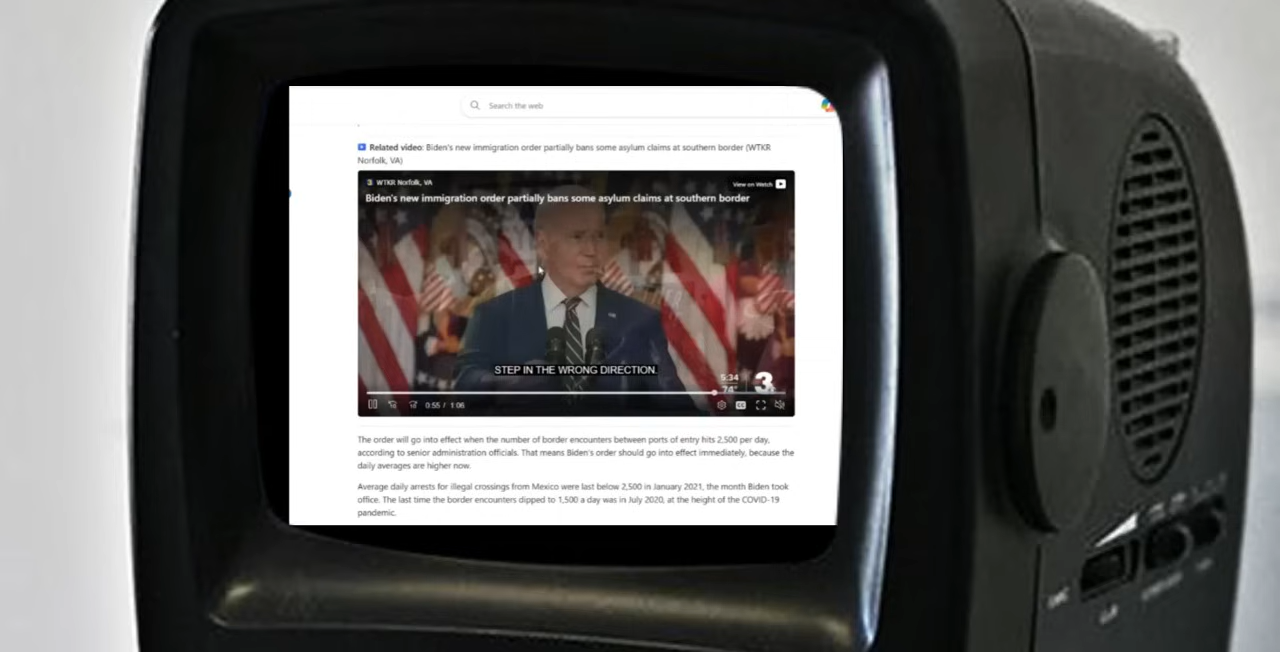 Search the web
Related video: Biden's new immigration order partially bans some asylum claims at southern border (WTKR
Norfolk, VA)
3 WTKR Norfolk, VA
View on Watch
Biden's new immigration order partially bans some asylum claims at southern border
STEP IN THE WRONG DIRECTION.
5:34
74°
3
0:55 / 1:06
CC
The order will go into effect when the number of border encounters between ports of entry hits 2,500 per day,
according to senior administration officials. That means Biden's order should go into effect immediately, because the
daily averages are higher now.
Average daily arrests for illegal crossings from Mexico were last below 2,500 in January 2021, the month Biden took
office. The last time the border encounters dipped to 1,500 a day was in July 2020, at the height of the COVID-19
pandemic.